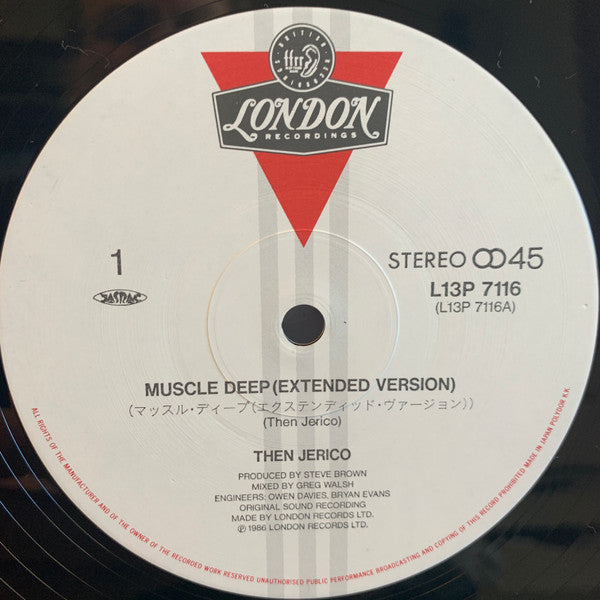 BRITISH RECORDINGS
ffrr
LONDON
RECORDINGS
1
STEREO 45
JASRAC
L13P 7116
(L13P 7116A)
MUSCLE DEEP (EXTENDED VERSION)
(マッスル・ディープ(エクステンディッド・ヴァージョン))
(Then Jerico)
THEN JERICO
PRODUCED BY STEVE BROWN
MIXED BY GREG WALSH
ENGINEERS: OWEN DAVIES, BRYAN EVANS
ORIGINAL SOUND RECORDING
MADE BY LONDON RECORDS LTD.
℗ 1986 LONDON RECORDS LTD.
ALL RIGHTS OF THE MANUFACTURER AND OF THE OWNER OF THE RECORDED WORK RESERVED UNAUTHORISED PUBLIC PERFORMANCE BROADCASTING AND COPYING OF THIS RECORD PROHIBITED MADE IN JAPAN POLYDOR K.K.